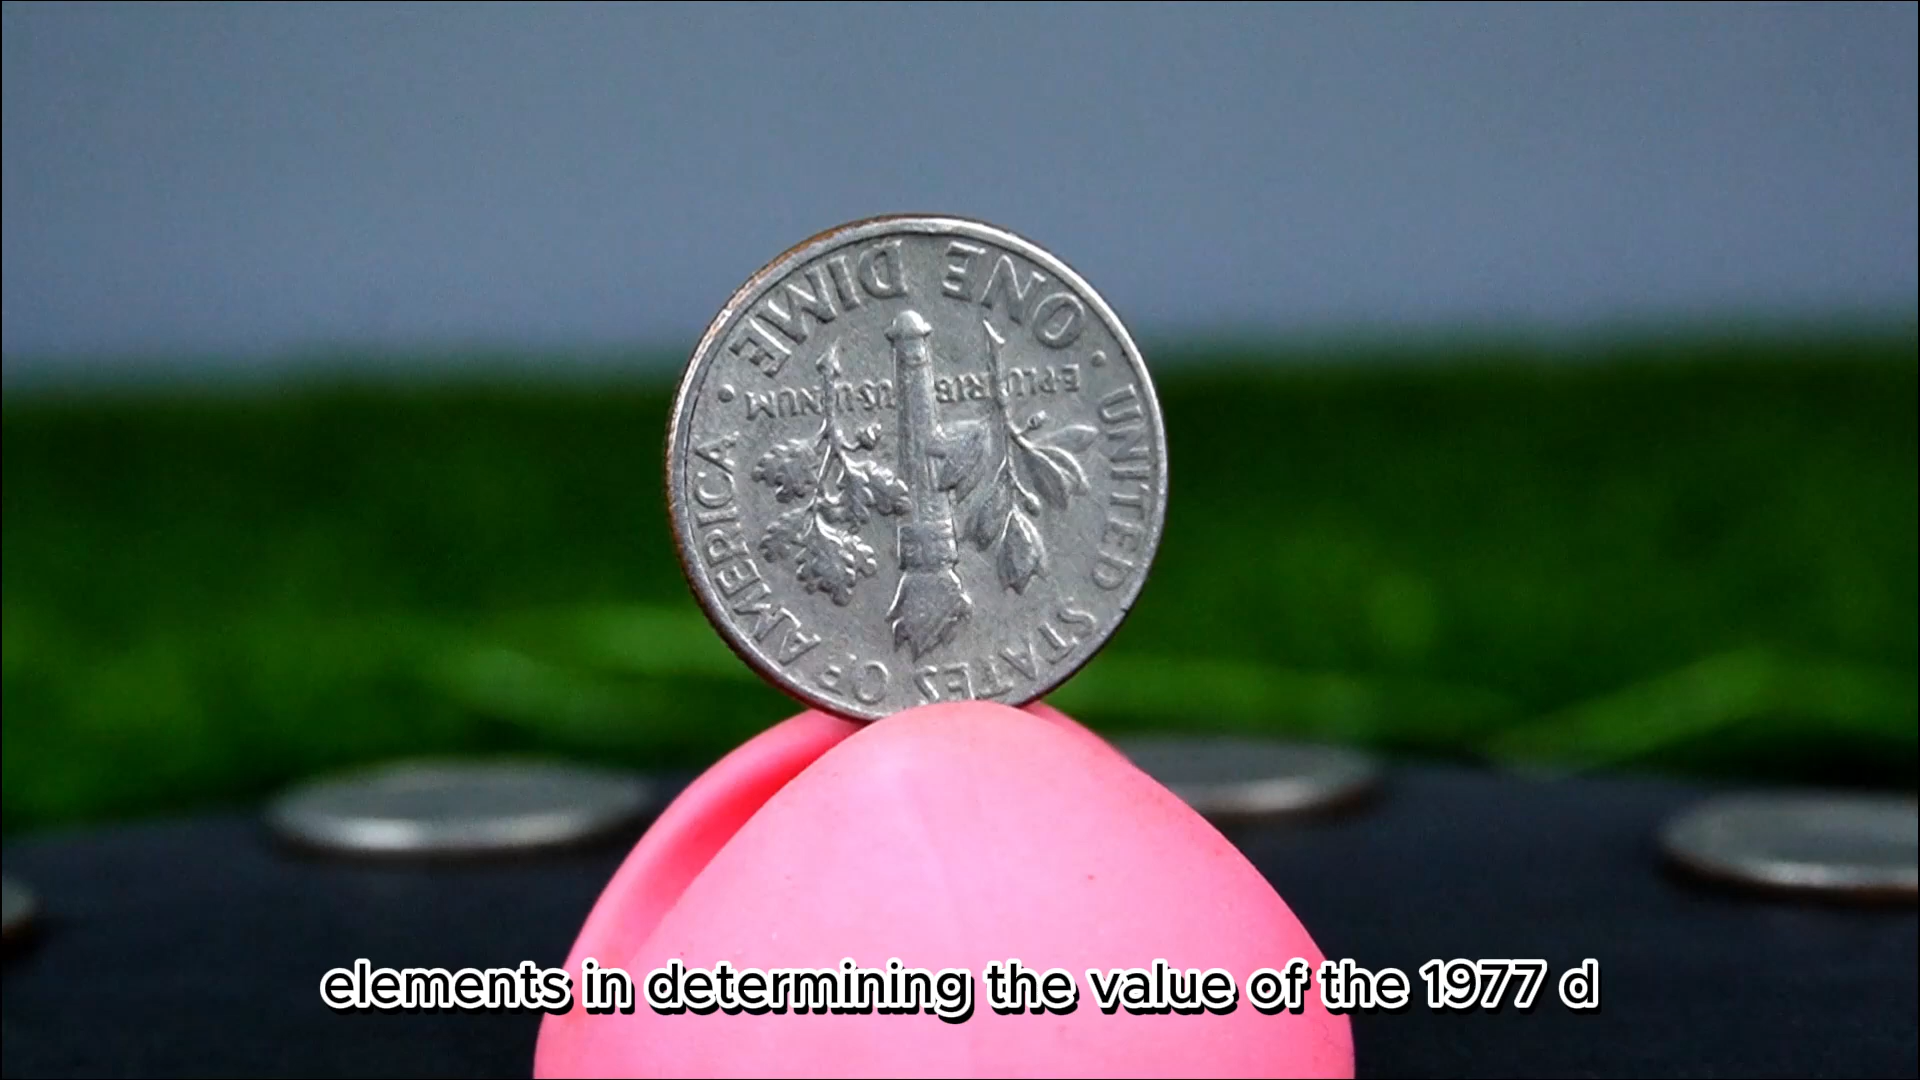 ONE DIME
E·PLURIBUS UNUM
· UNITED STATES OF AMERICA ·
elements in determining the value of the 1977 d